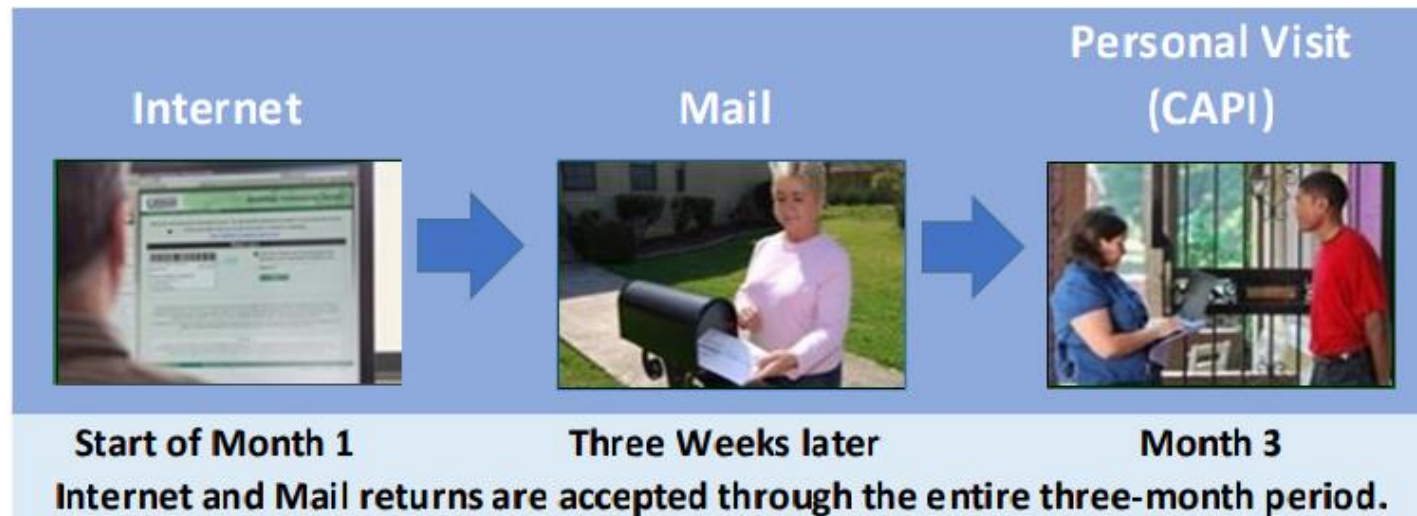 Internet
Mail
Personal Visit
(CAPI)
Start of Month 1
Three Weeks later
Month 3
Internet and Mail returns are accepted through the entire three-month period.